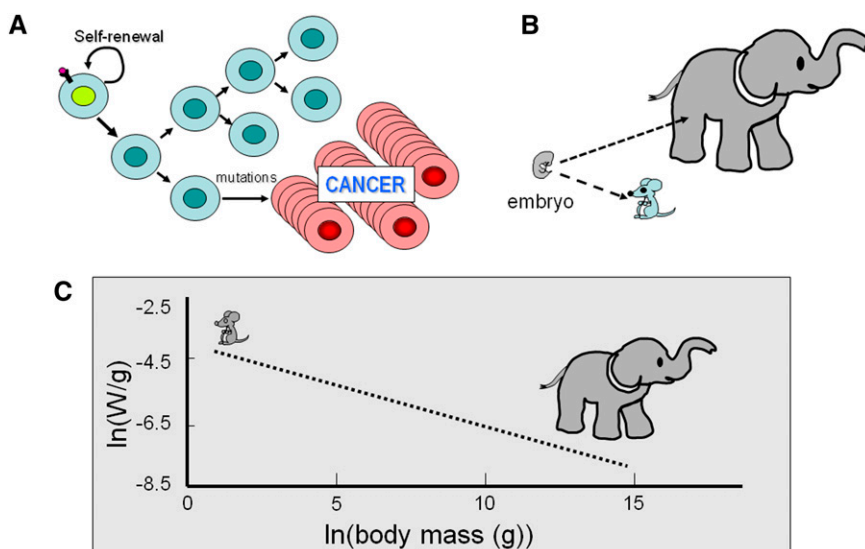 A
Self-renewal
mutations
CANCER
B
embryo
C
-2.5
-4.5
-6.5
-8.5
ln(W/g)
0
5
10
15
ln(body mass (g))